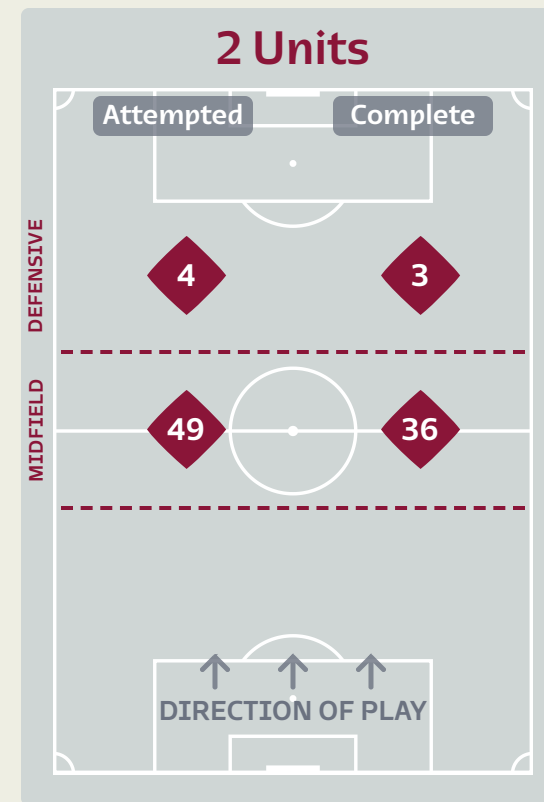 2 Units
Attempted
Complete
DEFENSIVE
4
3
MIDFIELD
49
36
DIRECTION OF PLAY